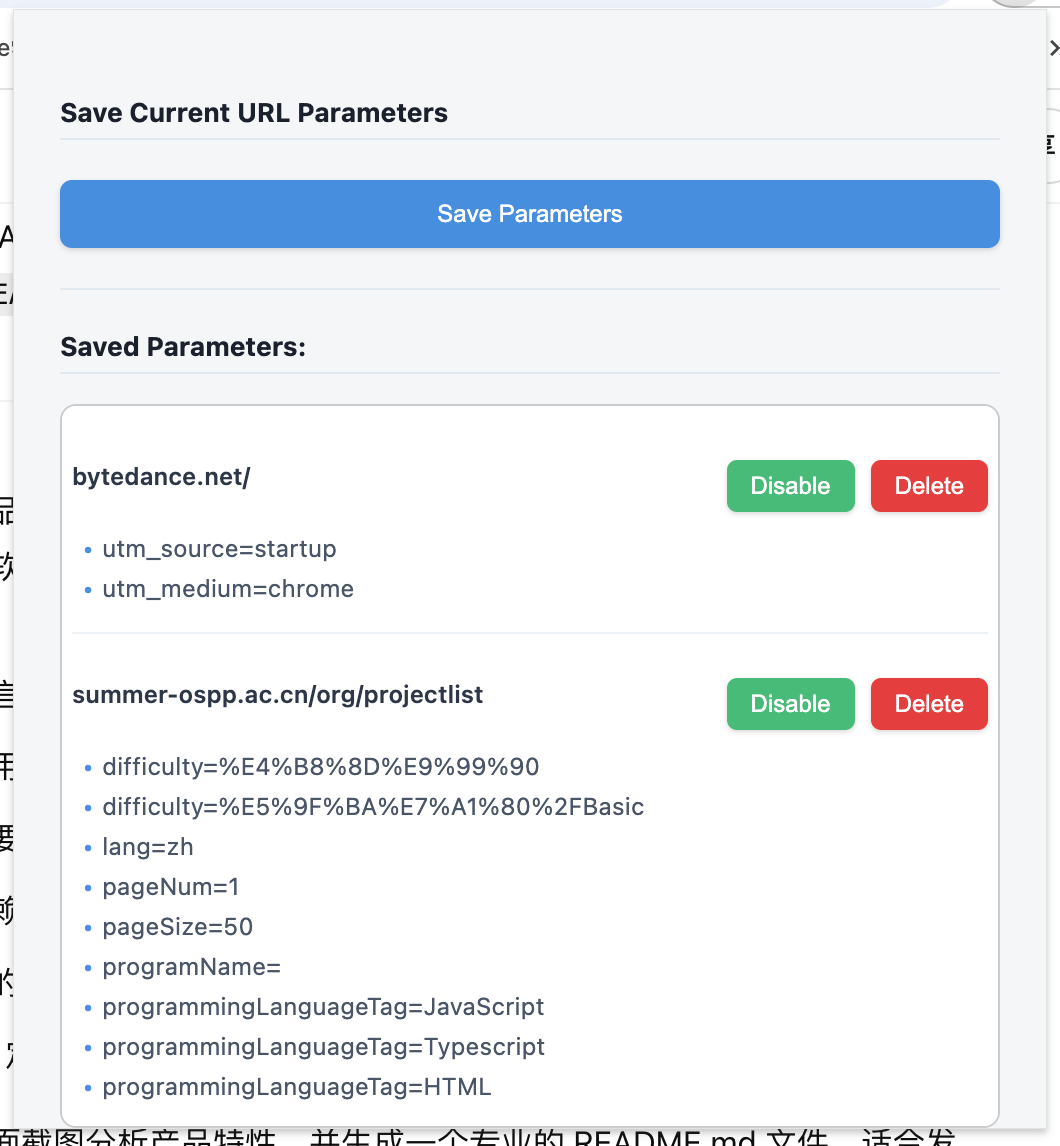 Save Current URL Parameters
Save Parameters
Saved Parameters:
bytedance.net/
Disable
Delete
utm_source=startup
utm_medium=chrome
summer-ospp.ac.cn/org/projectlist
Disable
Delete
difficulty=%E4%B8%8D%E9%99%90
difficulty=%E5%9F%BA%E7%A1%80%2FBasic
lang=zh
pageNum=1
pageSize=50
programName=
programmingLanguageTag=JavaScript
programmingLanguageTag=Typescript
programmingLanguageTag=HTML
面截图分析产品特性，并生成一个专业的 README.md 文件，适合发